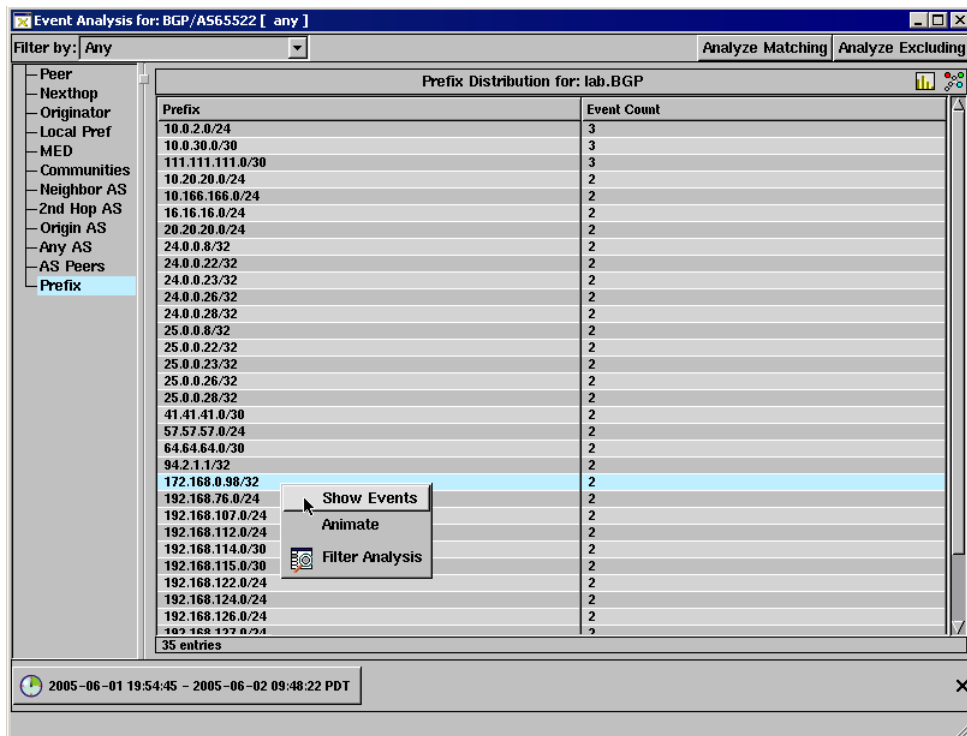 Event Analysis for: BGP/AS65522 [ any ]
Filter by: Any Analyze Matching Analyze Excluding
Peer
Nexthop
Originator
Local Pref
MED
Communities
Neighbor AS
2nd Hop AS
Origin AS
Any AS
AS Peers
Prefix
Prefix Distribution for: lab.BGP
Prefix Event Count
10.0.2.0/24 3
10.0.30.0/30 3
111.111.111.0/30 3
10.20.20.0/24 2
10.166.166.0/24 2
16.16.16.0/24 2
20.20.20.0/24 2
24.0.0.8/32 2
24.0.0.22/32 2
24.0.0.23/32 2
24.0.0.26/32 2
24.0.0.28/32 2
25.0.0.8/32 2
25.0.0.22/32 2
25.0.0.23/32 2
25.0.0.26/32 2
25.0.0.28/32 2
41.41.41.0/30 2
57.57.57.0/24 2
64.64.64.0/30 2
94.2.1.1/32 2
172.168.0.98/32 2
192.168.76.0/24 2
192.168.107.0/24 2
192.168.112.0/24 2
192.168.114.0/30 2
192.168.115.0/30 2
192.168.122.0/24 2
192.168.124.0/24 2
192.168.126.0/24 2
192.168.127.0/24 2
Show Events
Animate
Filter Analysis
35 entries
2005-06-01 19:54:45 - 2005-06-02 09:48:22 PDT